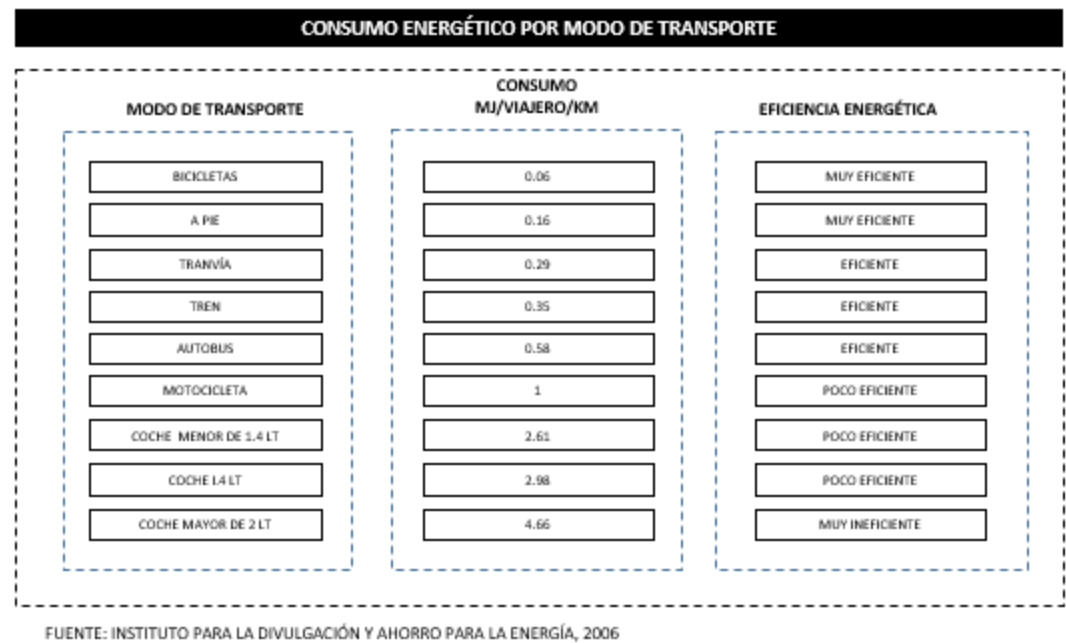 CONSUMO ENERGÉTICO POR MODO DE TRANSPORTE
MODO DE TRANSPORTE
CONSUMO
MJ/VIAJERO/KM
EFICIENCIA ENERGÉTICA
BICICLETAS 0.06 MUY EFICIENTE
A PIE 0.16 MUY EFICIENTE
TRANVÍA 0.29 EFICIENTE
TREN 0.35 EFICIENTE
AUTOBUS 0.58 EFICIENTE
MOTOCICLETA 1 POCO EFICIENTE
COCHE MENOR DE 1.4 LT 2.61 POCO EFICIENTE
COCHE I.4 LT 2.98 POCO EFICIENTE
COCHE MAYOR DE 2 LT 4.66 MUY INEFICIENTE
FUENTE: INSTITUTO PARA LA DIVULGACIÓN Y AHORRO PARA LA ENERGÍA, 2006